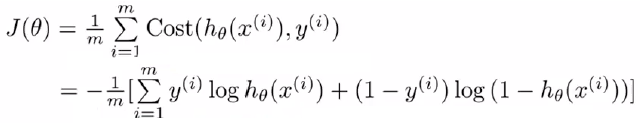 J(θ) = 1/m ∑_{i=1}^{m} Cost(h_θ(x^{(i)}), y^{(i)})
= −1/m [∑_{i=1}^{m} y^{(i)} log h_θ(x^{(i)}) + (1 − y^{(i)}) log (1 − h_θ(x^{(i)}))]